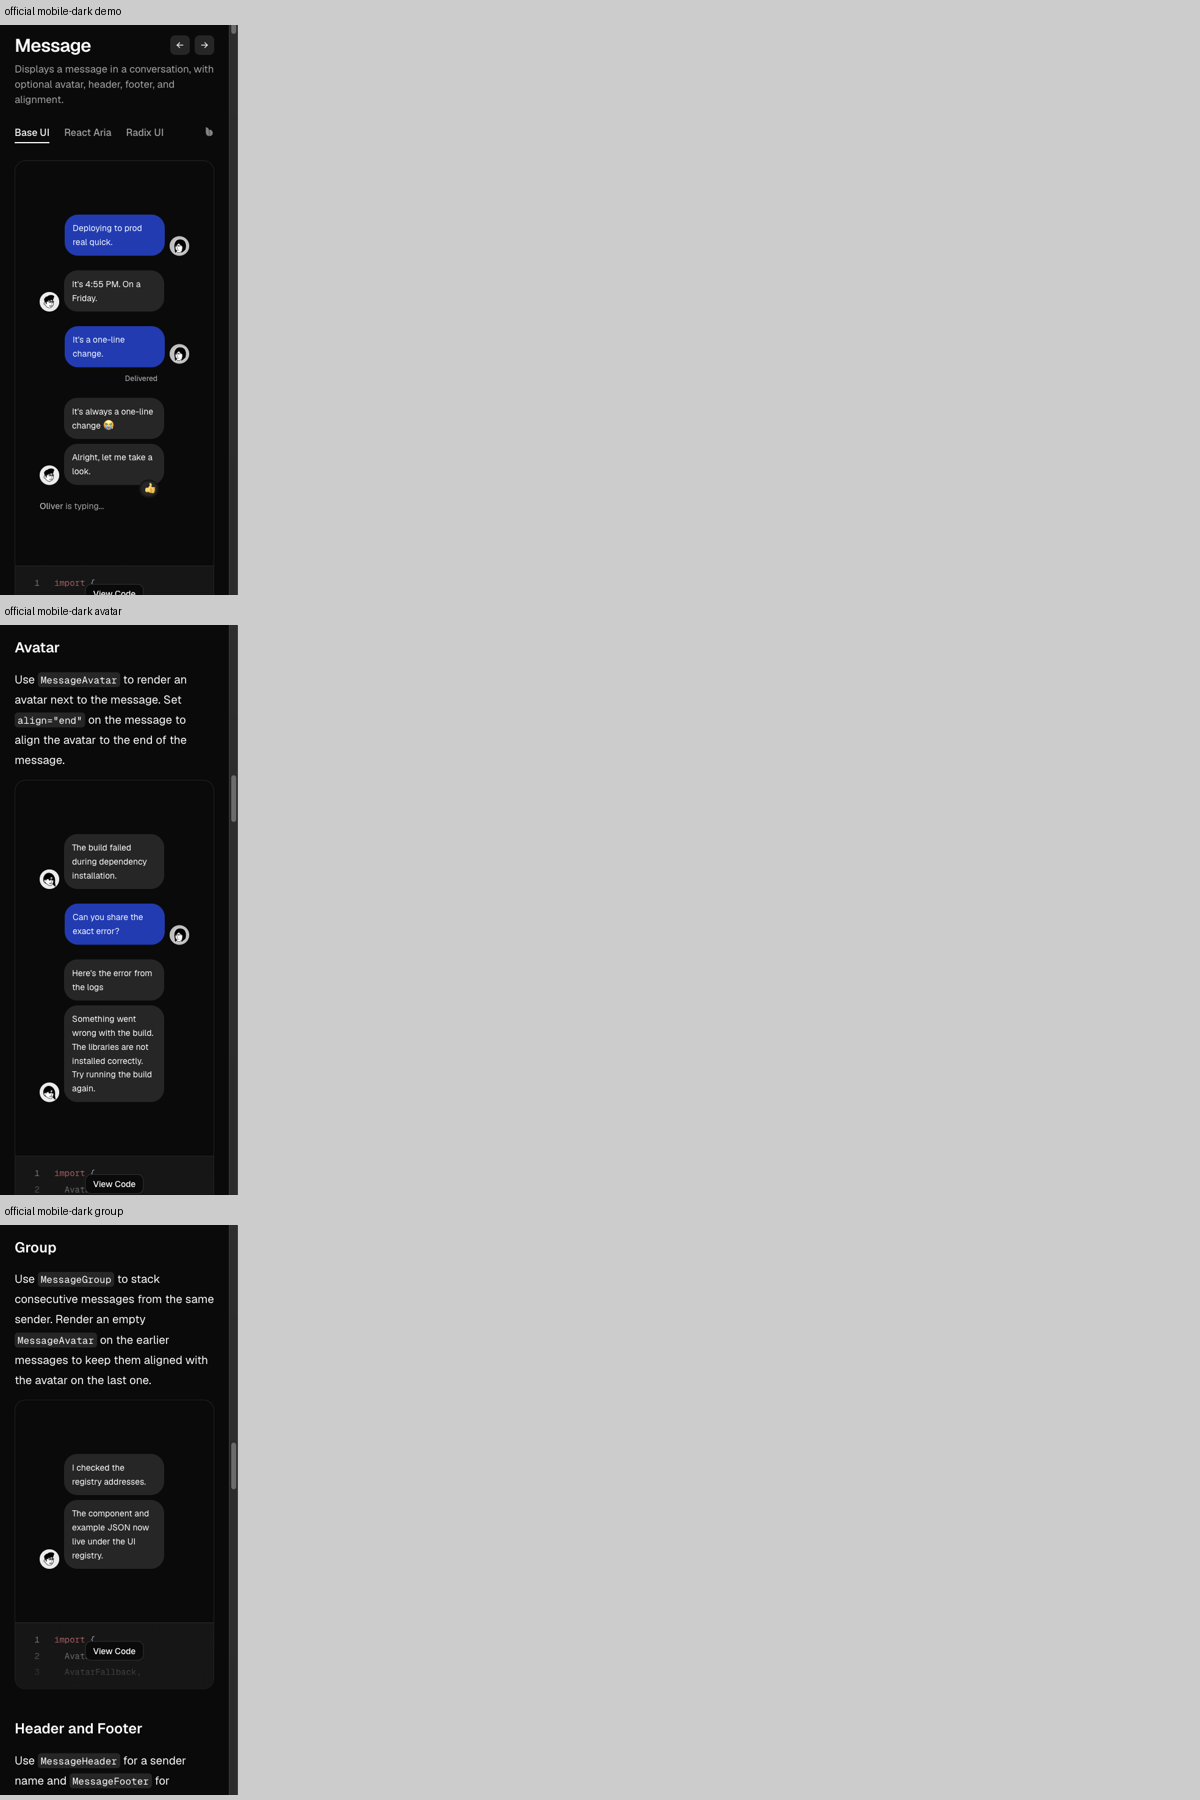 official mobile-dark demo
Message
Displays a message in a conversation, with
optional avatar, header, footer, and
alignment.
Base UI React Aria Radix UI
Deploying to prod
real quick.
It's 4:55 PM. On a
Friday.
It's a one-line
change.
Delivered
It's always a one-line
change 😭
Alright, let me take a
look.
👍
Oliver is typing...
1 import {
View Code
official mobile-dark avatar
Avatar
Use MessageAvatar to render an
avatar next to the message. Set
align="end" on the message to
align the avatar to the end of the
message.
The build failed
during dependency
installation.
Can you share the
exact error?
Here's the error from
the logs
Something went
wrong with the build.
The libraries are not
installed correctly.
Try running the build
again.
1 import {
View Code
2 Avat
official mobile-dark group
Group
Use MessageGroup to stack
consecutive messages from the same
sender. Render an empty
MessageAvatar on the earlier
messages to keep them aligned with
the avatar on the last one.
I checked the
registry addresses.
The component and
example JSON now
live under the UI
registry.
1 import {
View Code
2 Avat
3 AvatarFallback,
Header and Footer
Use MessageHeader for a sender
name and MessageFooter for